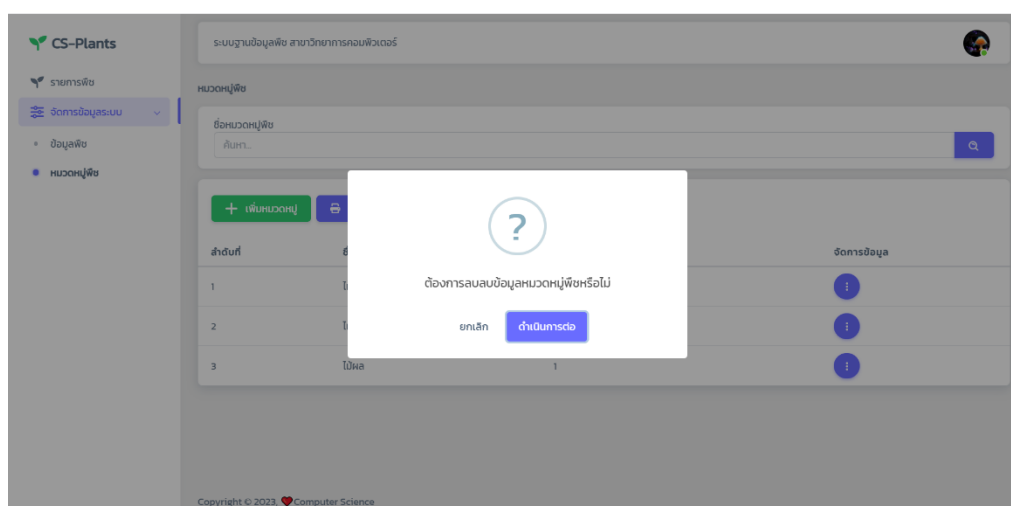 CS-Plants
ระบบฐานข้อมูลพืช สาขาวิทยาการคอมพิวเตอร์
รายการพืช
จัดการข้อมูลระบบ
ข้อมูลพืช
หมวดหมู่พืช
หมวดหมู่พืช
ชื่อหมวดหมู่พืช
ค้นหา...
เพิ่มหมวดหมู่
ลำดับที่ จัดการข้อมูล
1
2
3 ไม้ผล 1
?
ต้องการลบลบข้อมูลหมวดหมู่พืชหรือไม่
ยกเลิก ดำเนินการต่อ
Copyright © 2023, Computer Science